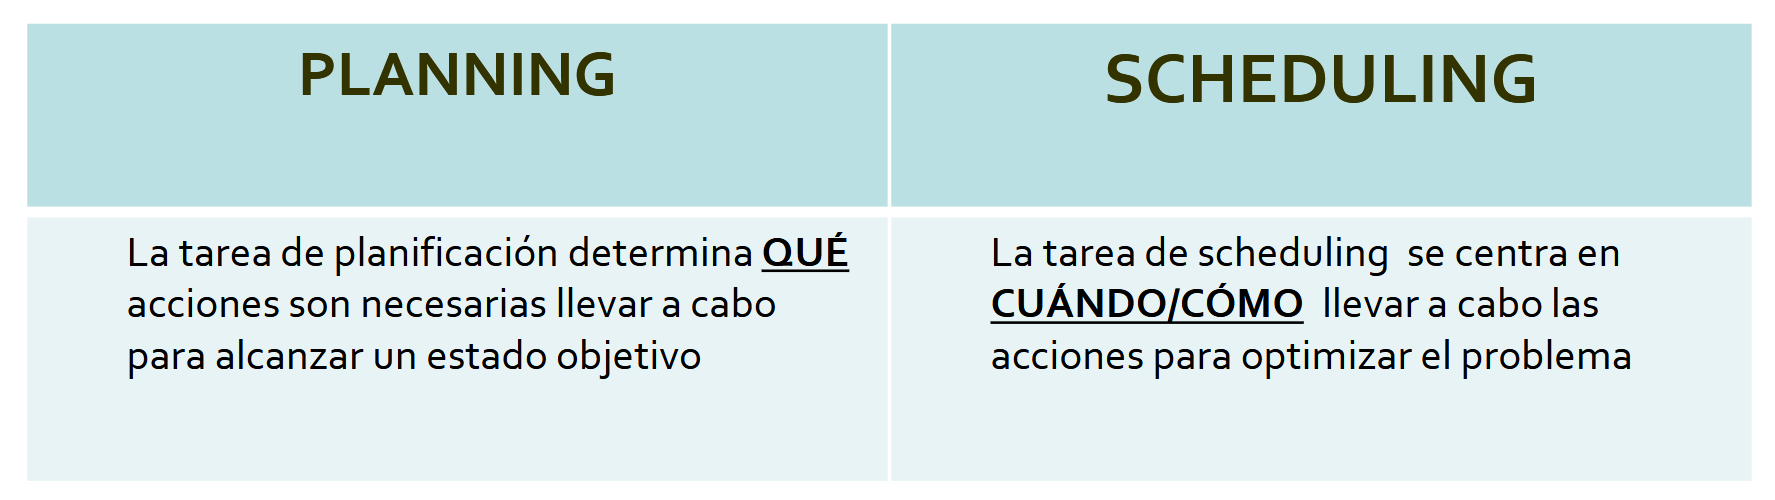 PLANNING
SCHEDULING
La tarea de planificación determina QUÉ
acciones son necesarias llevar a cabo
para alcanzar un estado objetivo
La tarea de scheduling  se centra en
CUÁNDO/CÓMO  llevar a cabo las
acciones para optimizar el problema